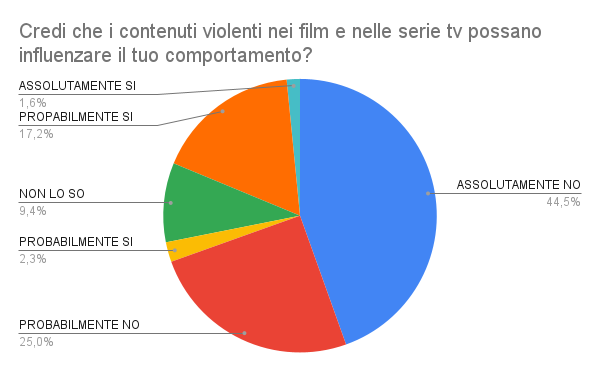 Credi che i contenuti violenti nei film e nelle serie tv possano
influenzare il tuo comportamento?
ASSOLUTAMENTE SI
1,6%
PROPABILMENTE SI
17,2%
NON LO SO
9,4%
PROBABILMENTE SI
2,3%
PROBABILMENTE NO
25,0%
ASSOLUTAMENTE NO
44,5%